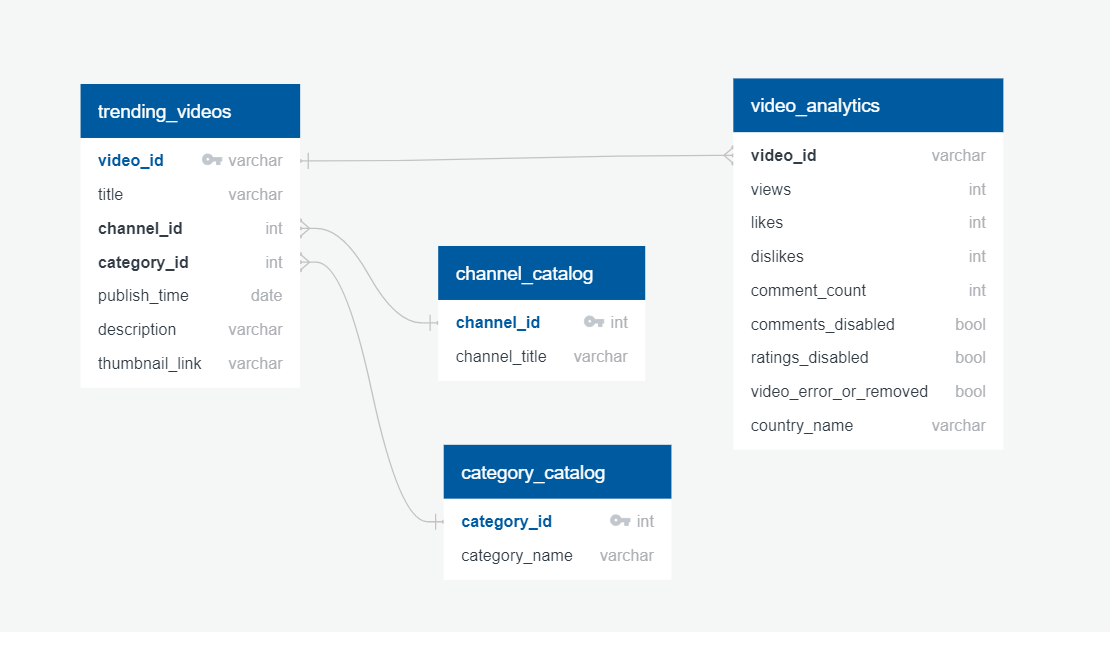 trending_videos
video_id varchar
title varchar
channel_id int
category_id int
publish_time date
description varchar
thumbnail_link varchar
channel_catalog
channel_id int
channel_title varchar
category_catalog
category_id int
category_name varchar
video_analytics
video_id varchar
views int
likes int
dislikes int
comment_count int
comments_disabled bool
ratings_disabled bool
video_error_or_removed bool
country_name varchar